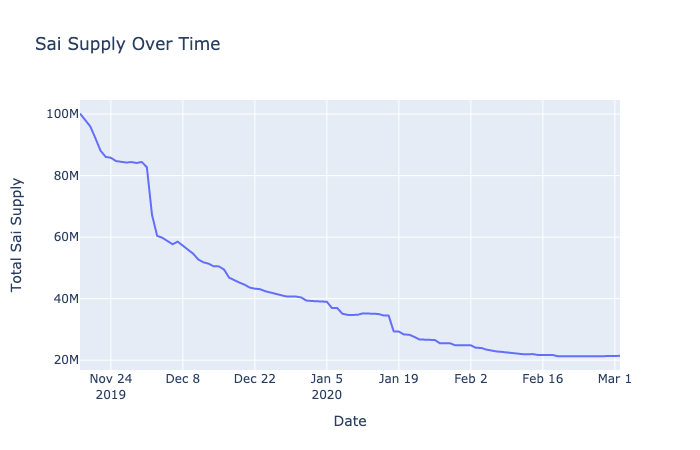 Sai Supply Over Time
Total Sai Supply
100M
80M
60M
40M
20M
Nov 24
2019
Dec 8
Dec 22
Jan 5
2020
Jan 19
Feb 2
Feb 16
Mar 1
Date